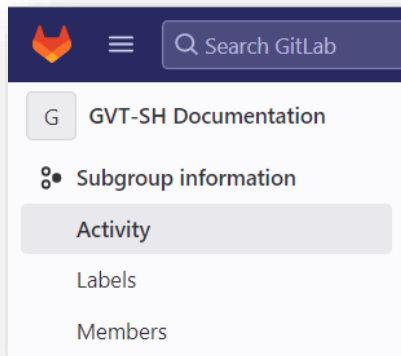 Search GitLab
G GVT-SH Documentation
Subgroup information
Activity
Labels
Members